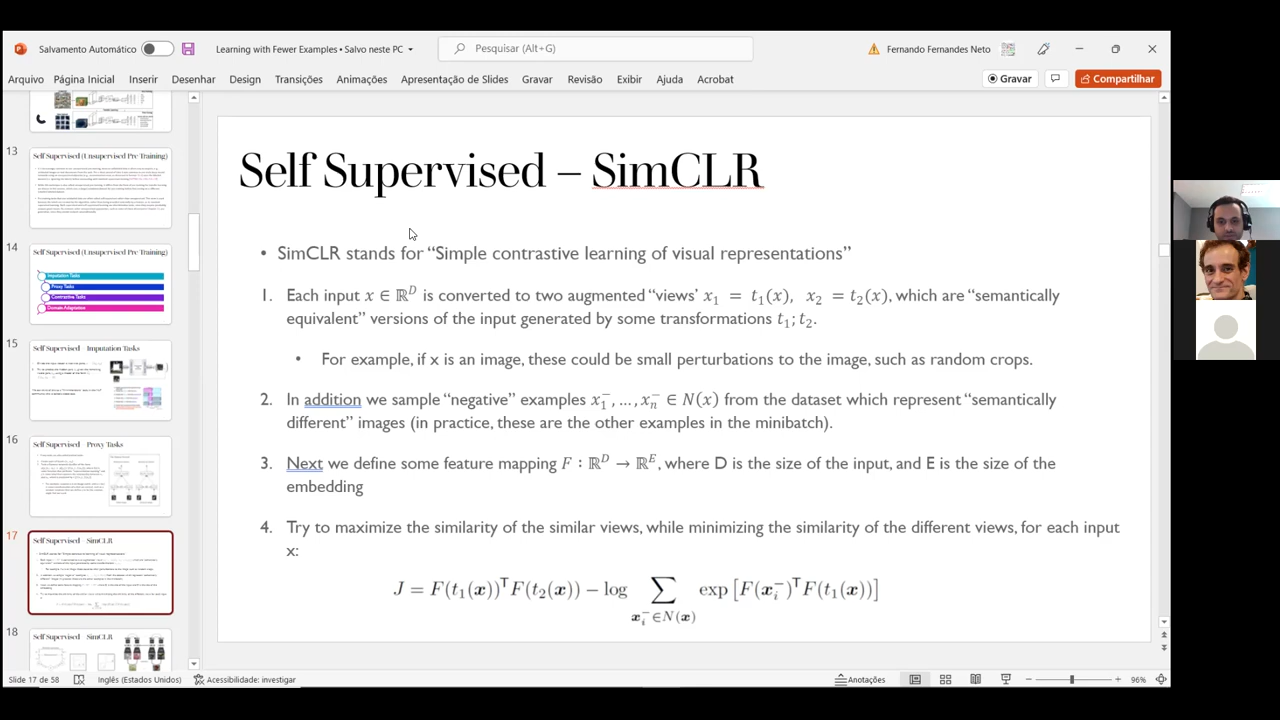 Salvamento Automático
Learning with Fewer Examples • Salvo neste PC
Pesquisar (Alt+G)
Fernando Fernandes Neto
Arquivo Página Inicial Inserir Desenhar Design Transições Animações Apresentação de Slides Gravar Revisão Exibir Ajuda Acrobat
Gravar
Compartilhar
13
Self Supervised (Unsupervised Pre Training)
14
Self Supervised (Unsupervised Pre Training)
Imputation Tasks
Proxy Tasks
Contrastive Tasks
Domain Adaptation
15
Self Supervised – Imputation Tasks
16
Self Supervised – Proxy Tasks
17
Self Supervised – SimCLR
18
Self Supervised – SimCLR
Self Supervised – SimCLR
• SimCLR stands for “Simple contrastive learning of visual representations”
1. Each input x ∈ ℝ^D is converted to two augmented “views’ x₁ = t₁(x), x₂ = t₂(x), which are “semantically
equivalent” versions of the input generated by some transformations t₁; t₂.
• For example, if x is an image, these could be small perturbations to the image, such as random crops.
2. In addition we sample “negative” examples x₁⁻, …, xₙ⁻ ∈ N(x) from the dataset which represent “semantically
different” images (in practice, these are the other examples in the minibatch).
3. Next we define some feature mapping F : ℝ^D → ℝ^E, where D is the size of the input, and E is the size of the
embedding
4. Try to maximize the similarity of the similar views, while minimizing the similarity of the different views, for each input
x:
J = F(t₁(x))ᵀF(t₂(x)) − log ∑ exp [F(xᵢ⁻)ᵀF(t₁(x))]
xᵢ⁻∈N(x)
Slide 17 de 58 Inglês (Estados Unidos) Acessibilidade: investigar
Anotações
96%